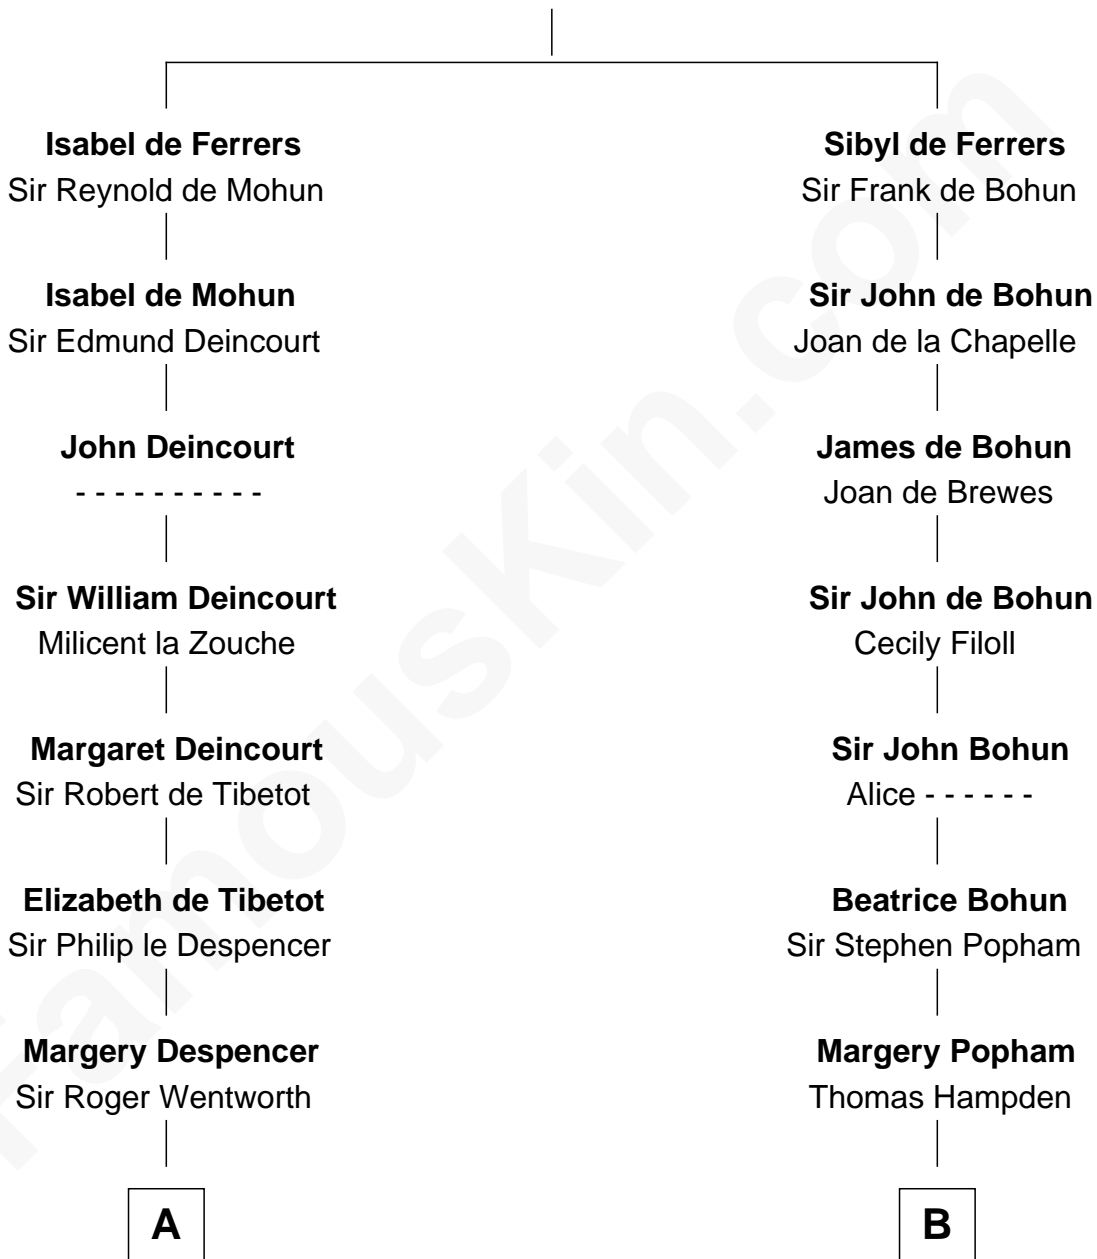 Isabel de Ferrers
Sir Reynold de Mohun
Isabel de Mohun
Sir Edmund Deincourt
John Deincourt
- - - - - - - - - -
Sir William Deincourt
Milicent la Zouche
Margaret Deincourt
Sir Robert de Tibetot
Elizabeth de Tibetot
Sir Philip le Despencer
Margery Despencer
Sir Roger Wentworth
A
Sibyl de Ferrers
Sir Frank de Bohun
Sir John de Bohun
Joan de la Chapelle
James de Bohun
Joan de Brewes
Sir John de Bohun
Cecily Filoll
Sir John Bohun
Alice - - - - - -
Beatrice Bohun
Sir Stephen Popham
Margery Popham
Thomas Hampden
B
FamousKin.com